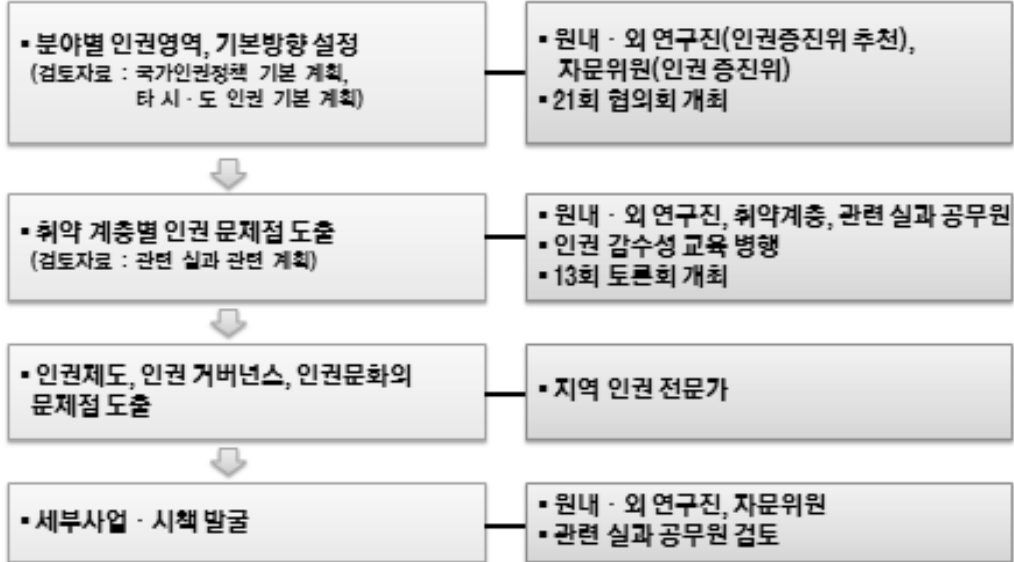 ▪ 분야별 인권영역, 기본방향 설정
(검토자료 : 국가인권정책 기본 계획,
타 시 · 도 인권 기본 계획)
▪ 원내 · 외 연구진(인권증진위 추천),
자문위원(인권 증진위)
▪ 21회 협의회 개최
▪ 취약 계층별 인권 문제점 도출
(검토자료 : 관련 실과 관련 계획)
▪ 원내 · 외 연구진, 취약계층, 관련 실과 공무원
▪ 인권 감수성 교육 병행
▪ 13회 토론회 개최
▪ 인권제도, 인권 거버넌스, 인권문화의
문제점 도출
▪ 지역 인권 전문가
▪ 세부사업 · 시책 발굴
▪ 원내 · 외 연구진, 자문위원
▪ 관련 실과 공무원 검토